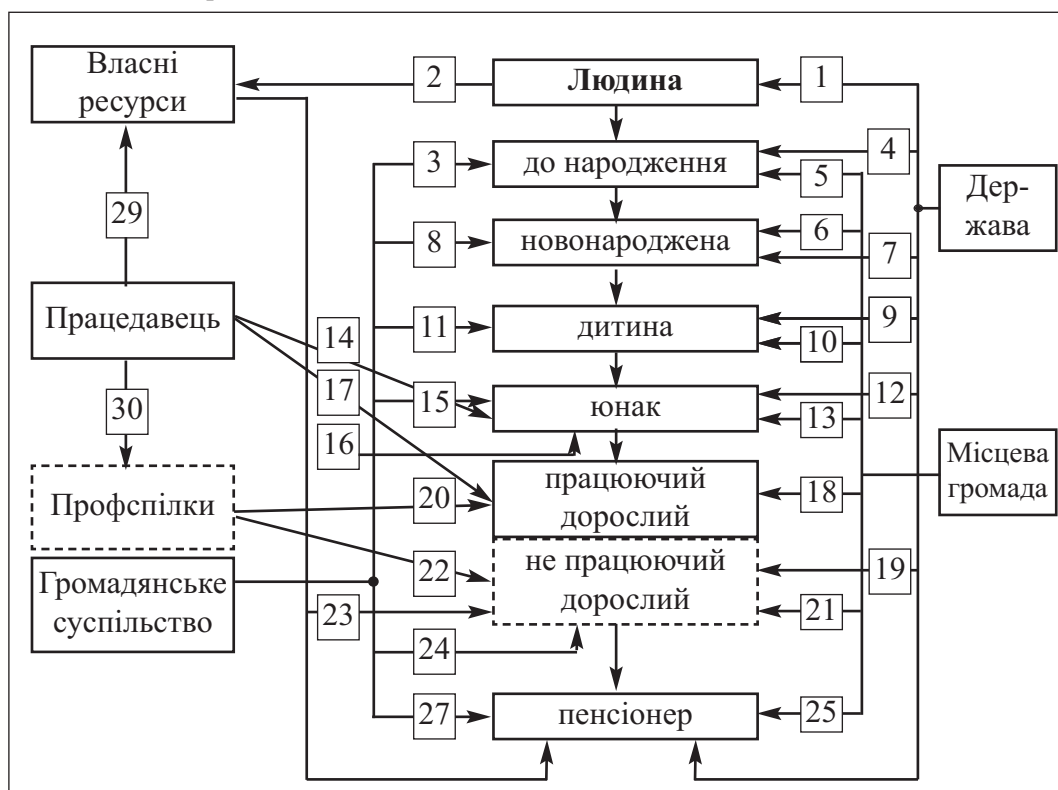 Власні
ресурси
2
Людина
1
3
до народження
4
5
Дер-
жава
29
8
новонароджена
6
7
Працедавець
14
11
дитина
9
10
17
30
15
юнак
12
13
16
Профспілки
20
працюючий
дорослий
18
Місцева
громада
22
не працюючий
дорослий
19
Громадянське
суспільство
23
21
24
27
пенсіонер
25